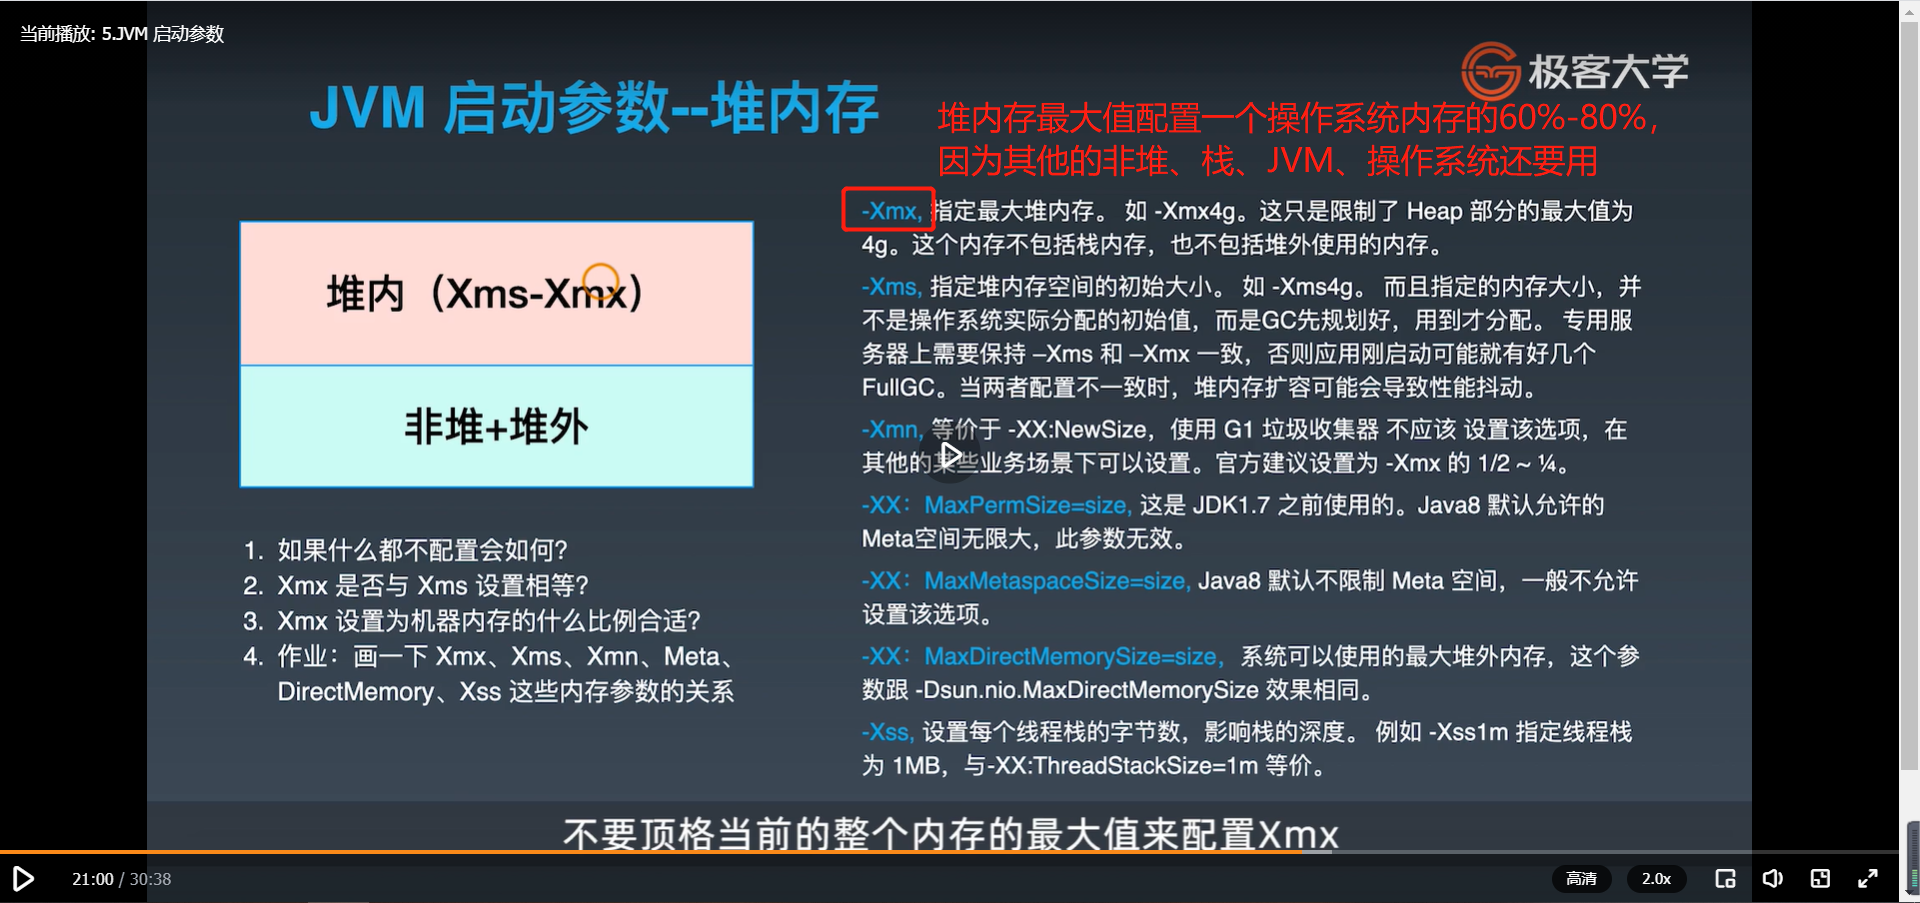 当前播放: 5.JVM 启动参数
极客大学
JVM 启动参数--堆内存
堆内存最大值配置一个操作系统内存的60%-80%，
因为其他的非堆、栈、JVM、操作系统还要用
堆内（Xms-Xmx）
非堆+堆外
1. 如果什么都不配置会如何？
2. Xmx 是否与 Xms 设置相等？
3. Xmx 设置为机器内存的什么比例合适？
4. 作业：画一下 Xmx、Xms、Xmn、Meta、
DirectMemory、Xss 这些内存参数的关系
-Xmx, 指定最大堆内存。 如 -Xmx4g。这只是限制了 Heap 部分的最大值为
4g。这个内存不包括栈内存，也不包括堆外使用的内存。
-Xms, 指定堆内存空间的初始大小。 如 -Xms4g。 而且指定的内存大小，并
不是操作系统实际分配的初始值，而是GC先规划好，用到才分配。 专用服
务器上需要保持 –Xms 和 –Xmx 一致，否则应用刚启动可能就有好几个
FullGC。当两者配置不一致时，堆内存扩容可能会导致性能抖动。
-Xmn, 等价于 -XX:NewSize，使用 G1 垃圾收集器 不应该 设置该选项，在
其他的某些业务场景下可以设置。官方建议设置为 -Xmx 的 1/2 ~ ¼。
-XX：MaxPermSize=size, 这是 JDK1.7 之前使用的。Java8 默认允许的
Meta空间无限大，此参数无效。
-XX：MaxMetaspaceSize=size, Java8 默认不限制 Meta 空间，一般不允许
设置该选项。
-XX：MaxDirectMemorySize=size，系统可以使用的最大堆外内存，这个参
数跟 -Dsun.nio.MaxDirectMemorySize 效果相同。
-Xss, 设置每个线程栈的字节数，影响栈的深度。 例如 -Xss1m 指定线程栈
为 1MB，与-XX:ThreadStackSize=1m 等价。
不要顶格当前的整个内存的最大值来配置Xmx
21:00 / 30:38
高清
2.0x